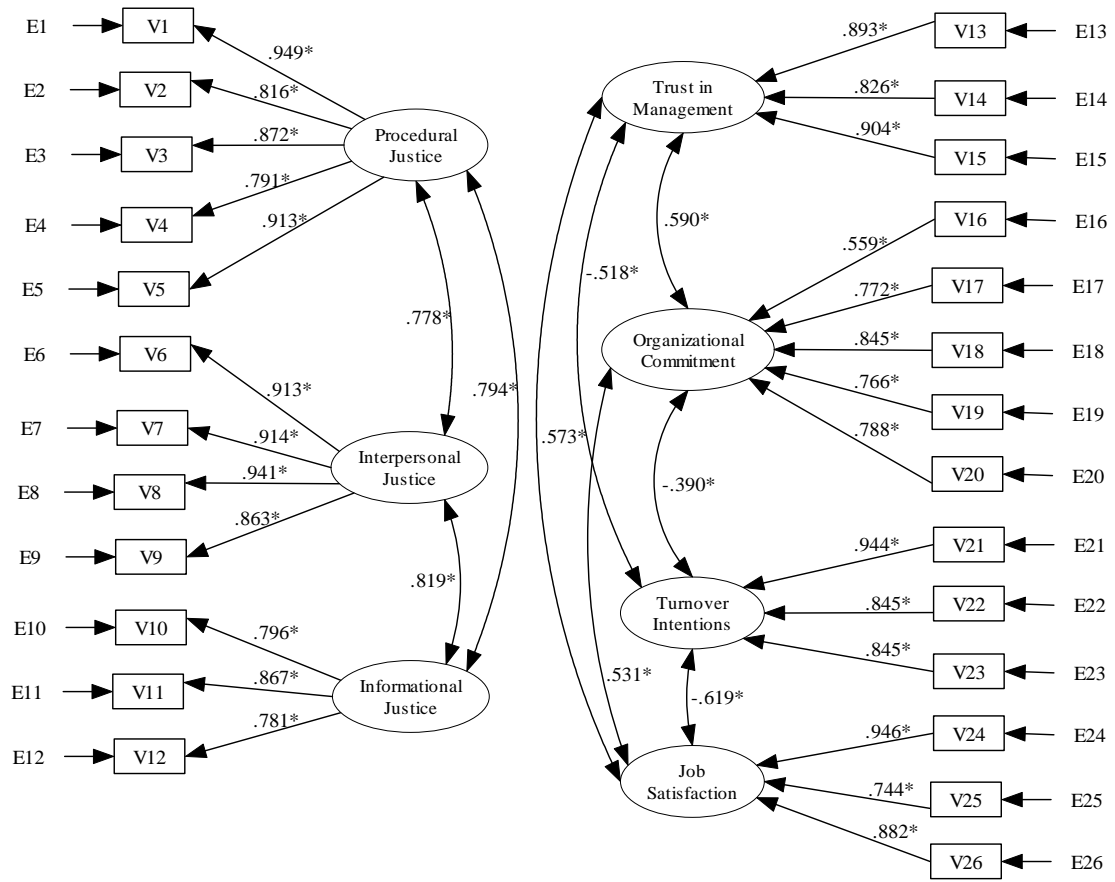 E1
V1
.949*
E2
V2
.816*
E3
V3
.872*
Procedural
Justice
E4
V4
.791*
E5
V5
.913*
.778*
.794*
E6
V6
.913*
E7
V7
.914*
Interpersonal
Justice
E8
V8
.941*
E9
V9
.863*
.819*
E10
V10
.796*
E11
V11
.867*
Informational
Justice
E12
V12
.781*
Trust in
Management
.893*
V13
E13
.826*
V14
E14
.904*
V15
E15
.590*
-.518*
.573*
Organizational
Commitment
.559*
V16
E16
.772*
V17
E17
.845*
V18
E18
.766*
V19
E19
.788*
V20
E20
-.390*
.531*
Turnover
Intentions
.944*
V21
E21
.845*
V22
E22
.845*
V23
E23
-.619*
Job
Satisfaction
.946*
V24
E24
.744*
V25
E25
.882*
V26
E26